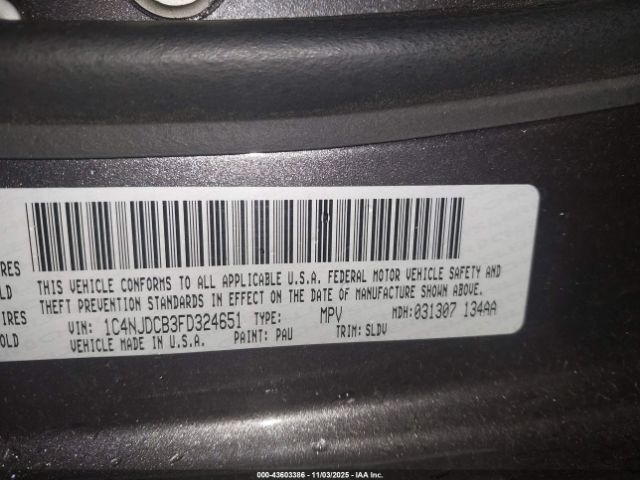 RES
LD
IRES
OLD
THIS VEHICLE CONFORMS TO ALL APPLICABLE U.S.A. FEDERAL MOTOR VEHICLE SAFETY AND
THEFT PREVENTION STANDARDS IN EFFECT ON THE DATE OF MANUFACTURE SHOWN ABOVE.
VIN: 1C4NJDCB3FD324651 TYPE: MPV MDH: 031307 134AA
VEHICLE MADE IN U.S.A. PAINT: PAU TRIM: SLDV
000-43603386 - 11/03/2025 - IAA Inc.